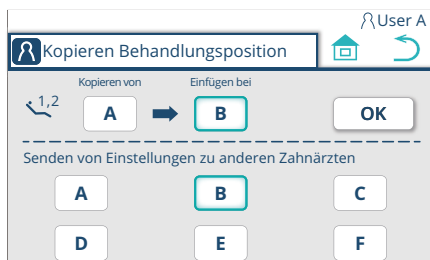 User A
Kopieren Behandlungsposition
Kopieren von Einfügen bei
1,2 A B OK
Senden von Einstellungen zu anderen Zahnärzten
A B C
D E F